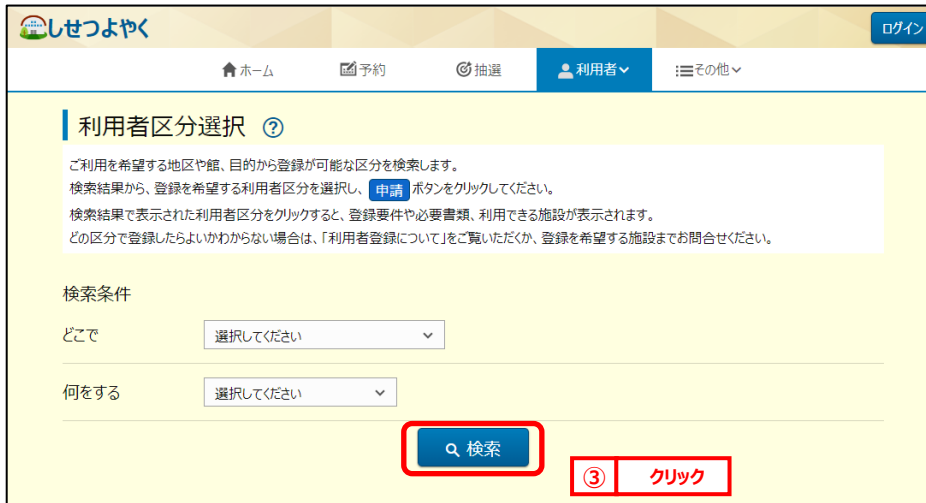 しせつよやく
ログイン
ホーム
予約
抽選
利用者
その他
利用者区分選択 ?
ご利用を希望する地区や館、目的から登録が可能な区分を検索します。
検索結果から、登録を希望する利用者区分を選択し、 申請 ボタンをクリックしてください。
検索結果で表示された利用者区分をクリックすると、登録要件や必要書類、利用できる施設が表示されます。
どの区分で登録したらよいかわからない場合は、「利用者登録について」をご覧いただくか、登録を希望する施設までお問合せください。
検索条件
どこで 選択してください
何をする 選択してください
検索
③ クリック